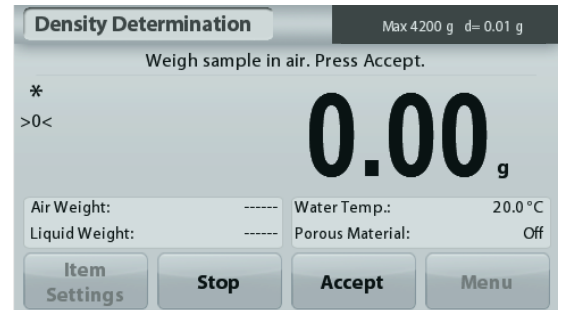 Density Determination Max 4200 g d= 0.01 g
Weigh sample in air. Press Accept.
*
>0<
0.00 g
Air Weight: ------ Water Temp.: 20.0°C
Liquid Weight: ------ Porous Material: Off
Item Settings Stop Accept Menu